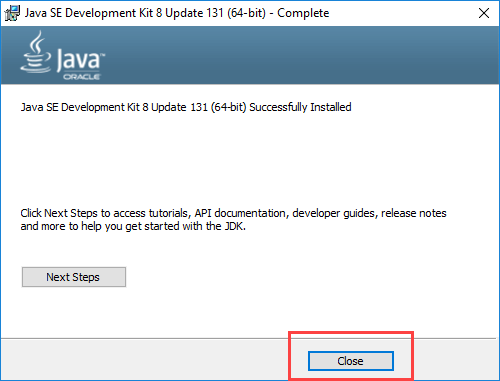 Java SE Development Kit 8 Update 131 (64-bit) - Complete
Java
ORACLE
Java SE Development Kit 8 Update 131 (64-bit) Successfully Installed
Click Next Steps to access tutorials, API documentation, developer guides, release notes
and more to help you get started with the JDK.
Next Steps
Close